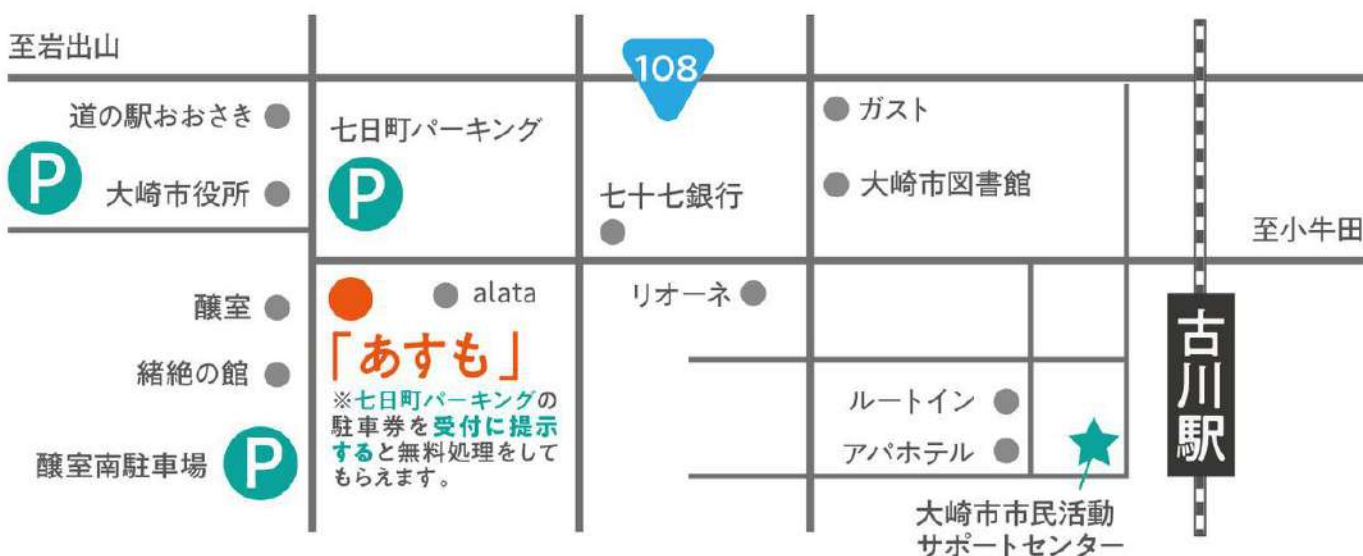 至岩出山
108
道の駅おおさき
P
大崎市役所
七日町パーキング
P
七十七銀行
ガスト
大崎市図書館
至小牛田
醸室
緒絶の館
醸室南駐車場
P
alata
「あすも」
※七日町パーキングの
駐車券を受付に提示
すると無料処理をして
もらえます。
リオーネ
ルートイン
アパホテル
大崎市市民活動
サポートセンター
古川駅